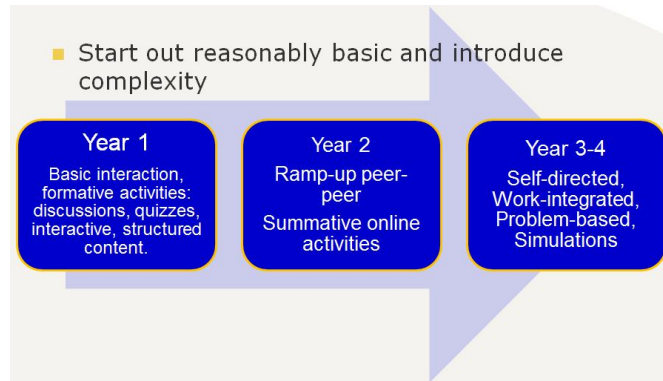 Start out reasonably basic and introduce
complexity
Year 1
Basic interaction,
formative activities:
discussions, quizzes,
interactive, structured
content.
Year 2
Ramp-up peer-
peer
Summative online
activities
Year 3-4
Self-directed,
Work-integrated,
Problem-based,
Simulations